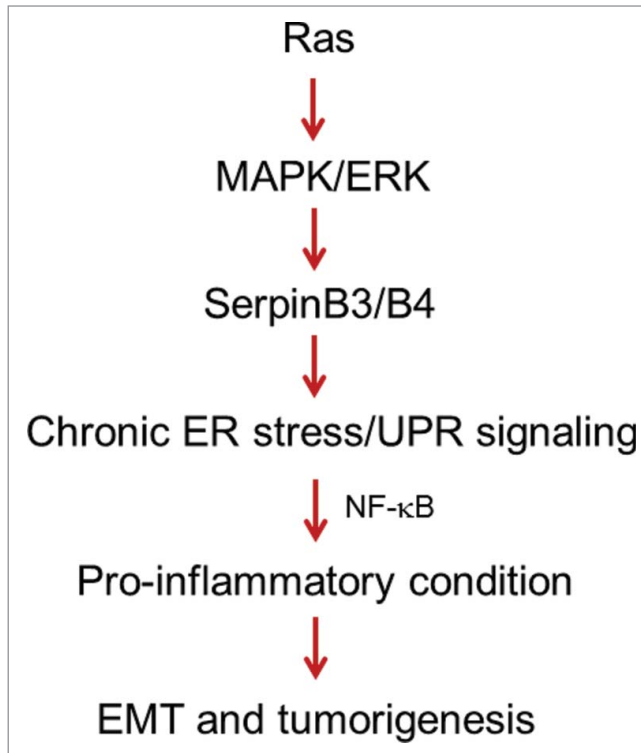 Ras
MAPK/ERK
SerpinB3/B4
Chronic ER stress/UPR signaling
NF-κB
Pro-inflammatory condition
EMT and tumorigenesis